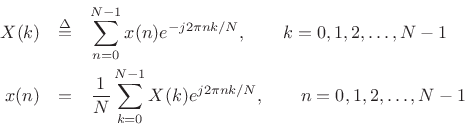 X(k) ≜ ∑_{n=0}^{N-1} x(n)e^{-j2πnk/N},   k = 0, 1, 2, …, N − 1
x(n) = \frac{1}{N} ∑_{k=0}^{N-1} X(k)e^{j2πnk/N},   n = 0, 1, 2, …, N − 1